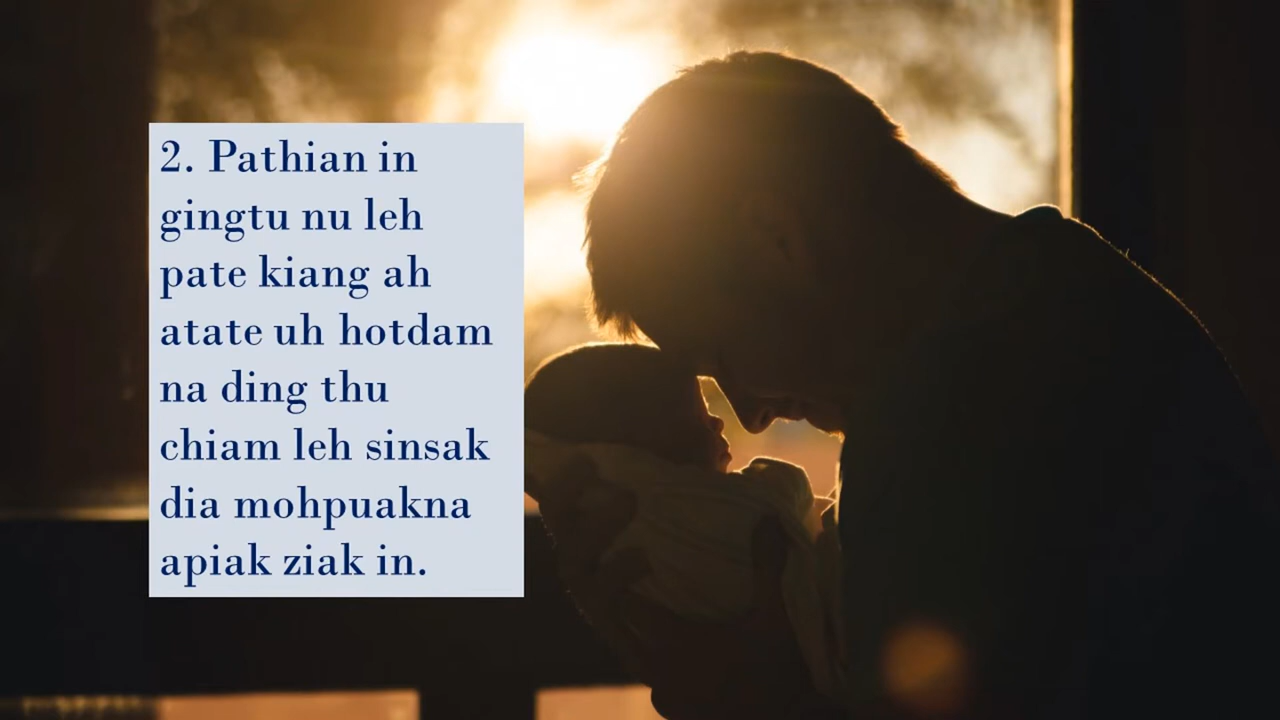 2. Pathian in
gingtu nu leh
pate kiang ah
atate uh hotdam
na ding thu
chiam leh sinsak
dia mohpuakna
apiak ziak in.